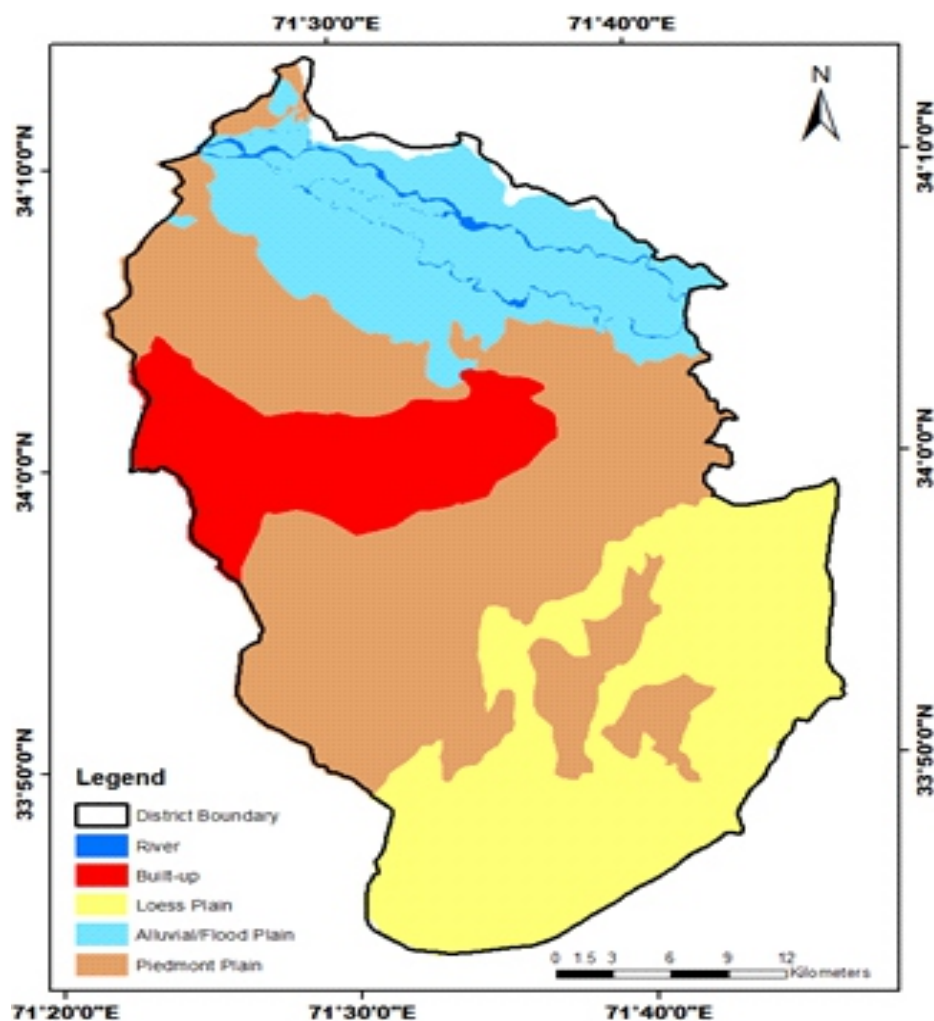 71°30'0"E 71°40'0"E
N
34°10'0"N
34°10'0"N
34°0'0"N
34°0'0"N
33°50'0"N
33°50'0"N
Legend
District Boundary
River
Built-up
Loess Plain
Alluvial/Flood Plain
Piedmont Plain
0 1.5 3 6 9 12
Kilometers
71°20'0"E 71°30'0"E 71°40'0"E